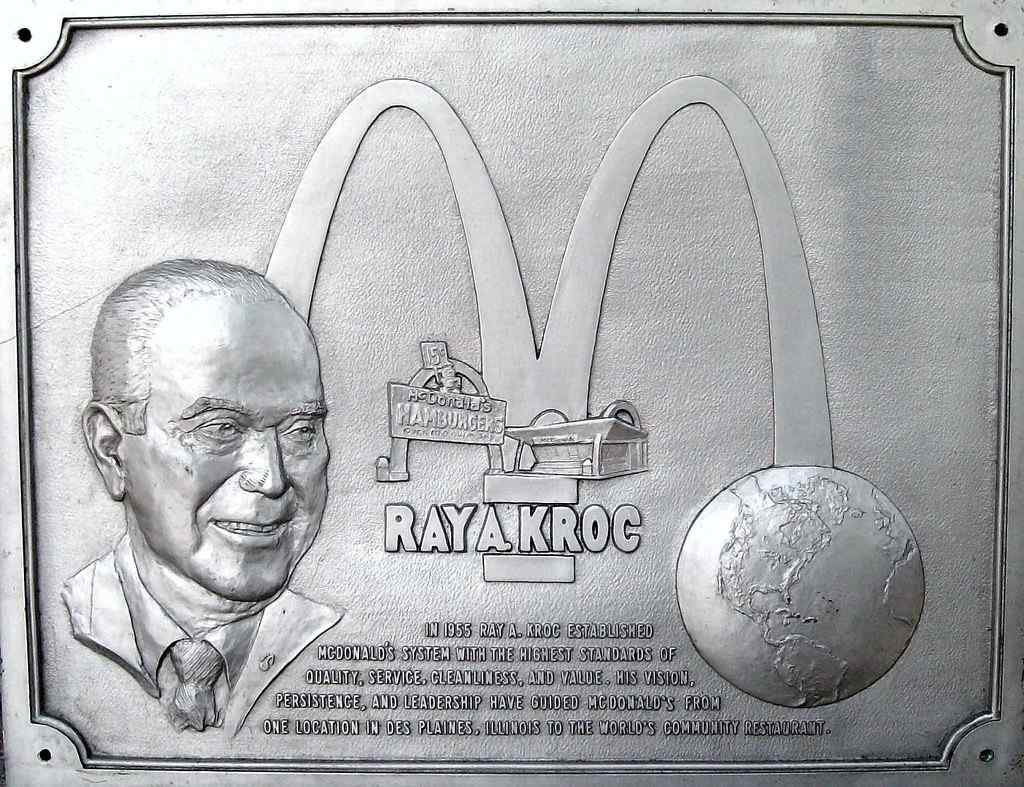 15¢
McDonald's
HAMBURGERS
McDonald's
RAY A. KROC
IN 1955 RAY A. KROC ESTABLISHED
MCDONALD'S SYSTEM WITH THE HIGHEST STANDARDS OF
QUALITY, SERVICE, CLEANLINESS, AND VALUE. HIS VISION,
PERSISTENCE, AND LEADERSHIP HAVE GUIDED MCDONALD'S FROM
ONE LOCATION IN DES PLAINES, ILLINOIS TO THE WORLD'S COMMUNITY RESTAURANT.